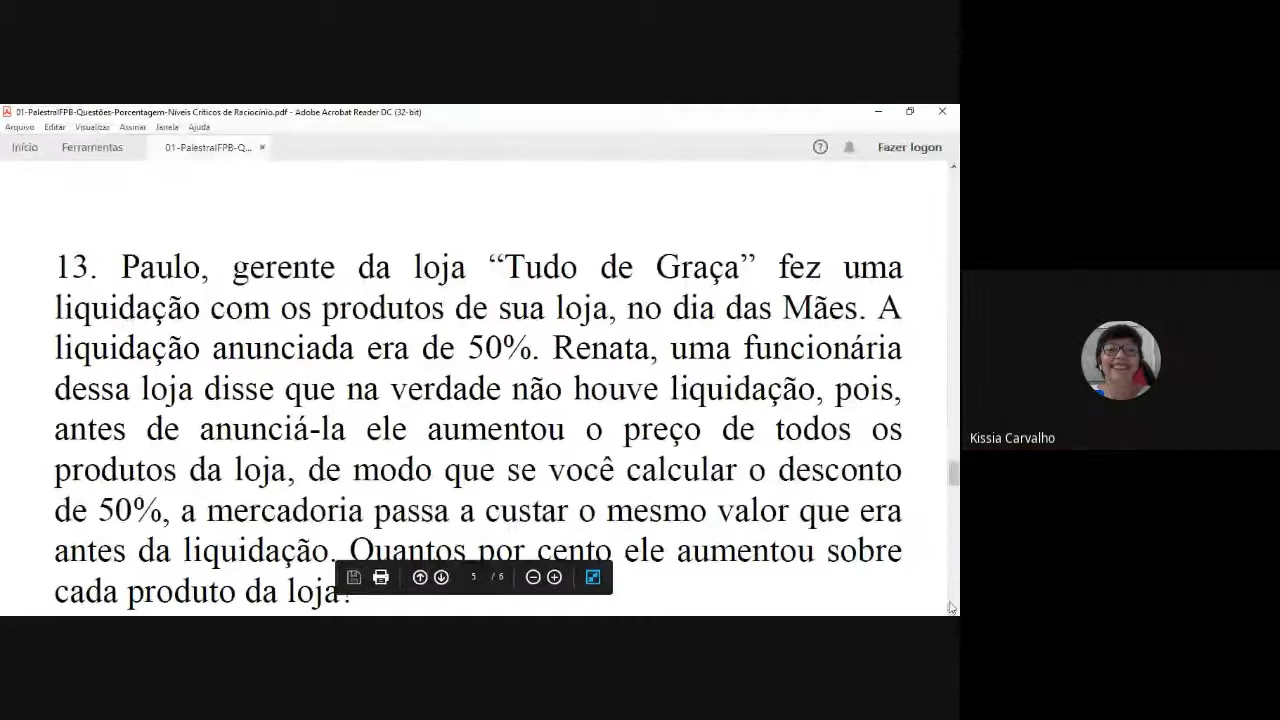 01-PalestraIFPB-Questões-Porcentagem-Níveis Críticos de Raciocínio.pdf - Adobe Acrobat Reader DC (32-bit)
Arquivo Editar Visualizar Assinar Janela Ajuda
Início Ferramentas 01-PalestraIFPB-Q... × Fazer logon
13. Paulo, gerente da loja “Tudo de Graça” fez uma
liquidação com os produtos de sua loja, no dia das Mães. A
liquidação anunciada era de 50%. Renata, uma funcionária
dessa loja disse que na verdade não houve liquidação, pois,
antes de anunciá-la ele aumentou o preço de todos os
produtos da loja, de modo que se você calcular o desconto
de 50%, a mercadoria passa a custar o mesmo valor que era
antes da liquidação. Quantos por cento ele aumentou sobre
cada produto da loja?
5 / 6
Kissia Carvalho